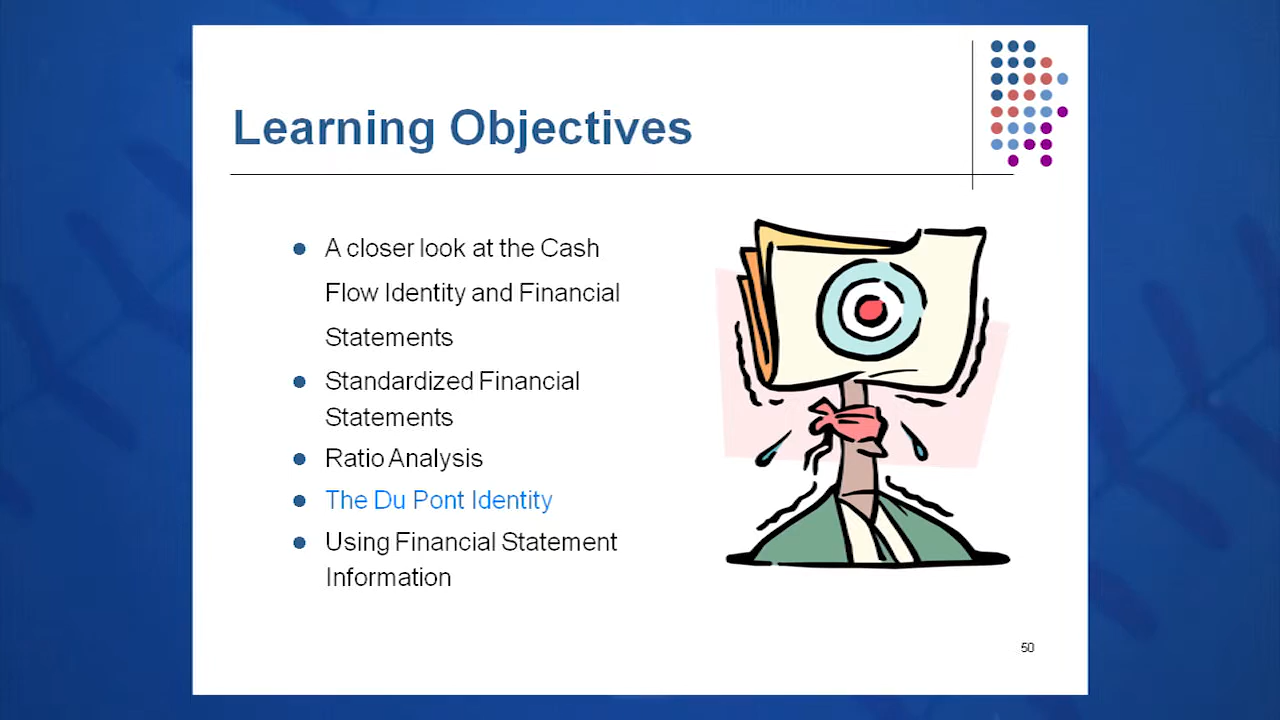 Learning Objectives
A closer look at the Cash
Flow Identity and Financial
Statements
Standardized Financial
Statements
Ratio Analysis
The Du Pont Identity
Using Financial Statement
Information
50